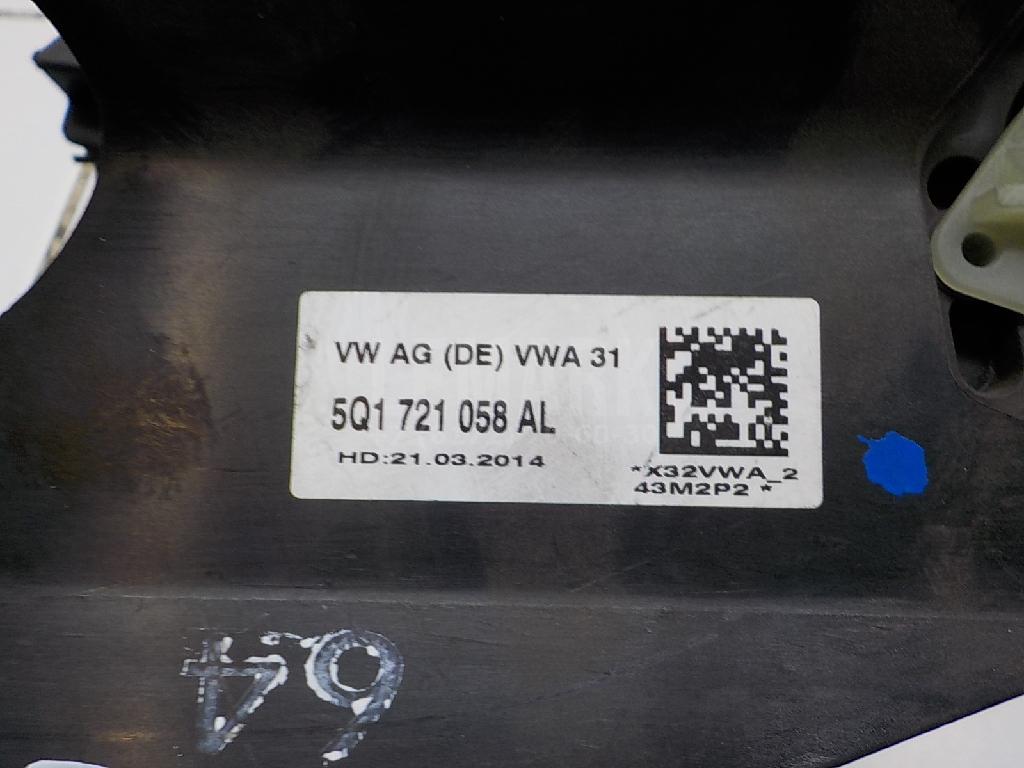 VW AG (DE) VWA 31
5Q1 721 058 AL
HD:21.03.2014
*X32VWA_2
43M2P2 *
64